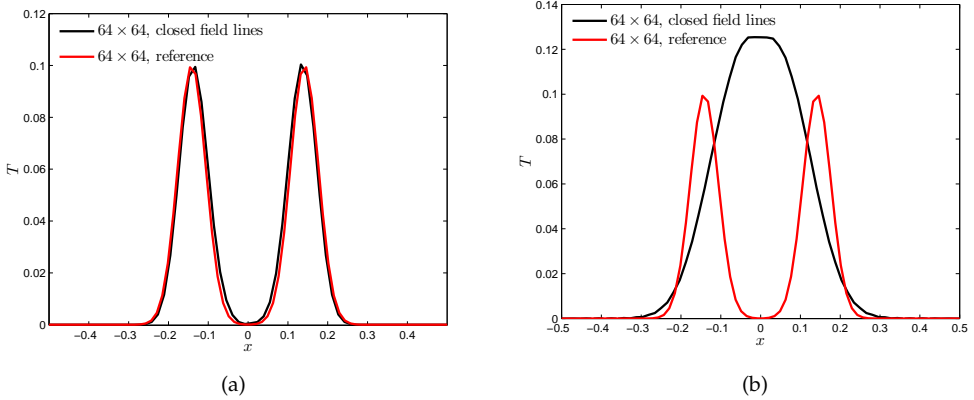 0.12
64 × 64, closed field lines
64 × 64, reference
0.1
0.08
0.06
0.04
0.02
0
T
-0.4 -0.3 -0.2 -0.1 0 0.1 0.2 0.3 0.4
x
(a)
0.14
64 × 64, closed field lines
64 × 64, reference
0.12
0.1
0.08
0.06
0.04
0.02
0
T
-0.5 -0.4 -0.3 -0.2 -0.1 0 0.1 0.2 0.3 0.4 0.5
x
(b)